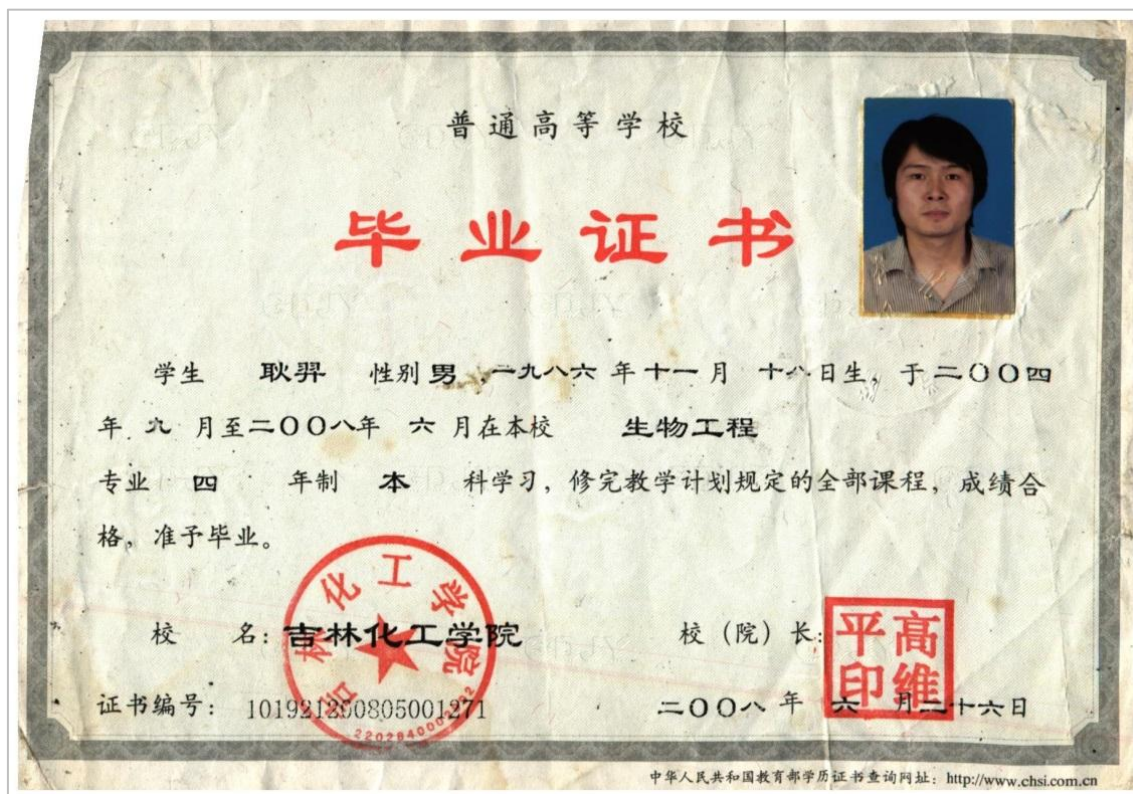 普通高等学校
毕业证书
学生 耿羿 性别 男 ,一九八六 年 十一 月 十八 日生, 于 二〇〇四
年 九 月至二〇〇八年 六 月在本校 生物工程
专业 四 年制 本 科学习, 修完教学计划规定的全部课程, 成绩合
格, 准予毕业。
校 名: 吉林化工学院
校(院)长:
高维平印
吉林化工学院
证书编号: 101921200805001271
二〇〇八 年 六 月二十六日
中华人民共和国教育部学历证书查询网址: http://www.chsi.com.cn